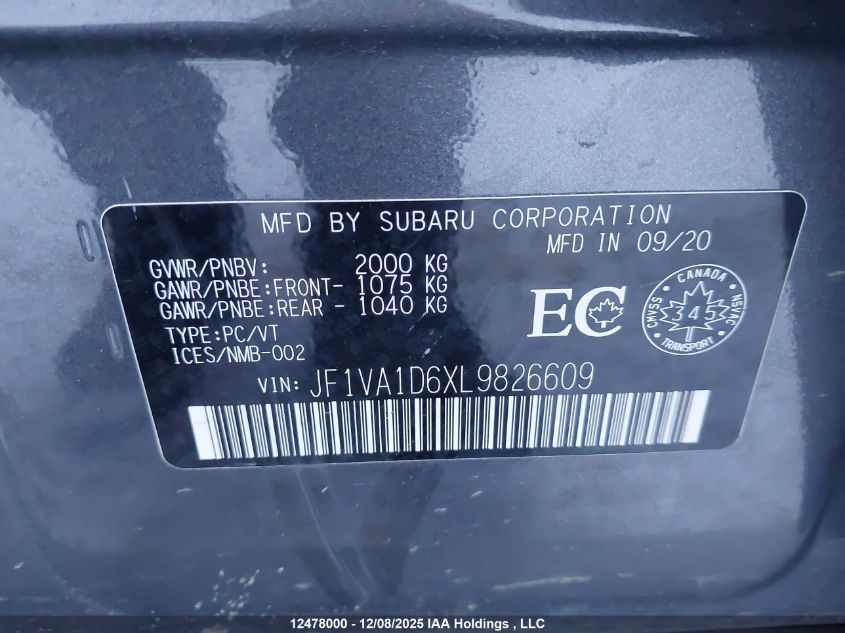 MFD BY SUBARU CORPORATION
MFD IN 09/20
GVWR/PNBV: 2000 KG
GAWR/PNBE:FRONT- 1075 KG
GAWR/PNBE:REAR - 1040 KG
TYPE:PC/VT
ICES/NMB-002
EC
CANADA
CMVSS 345 NSVAC
TRANSPORT
VIN: JF1VA1D6XL9826609
12478000 - 12/08/2025 IAA Holdings , LLC